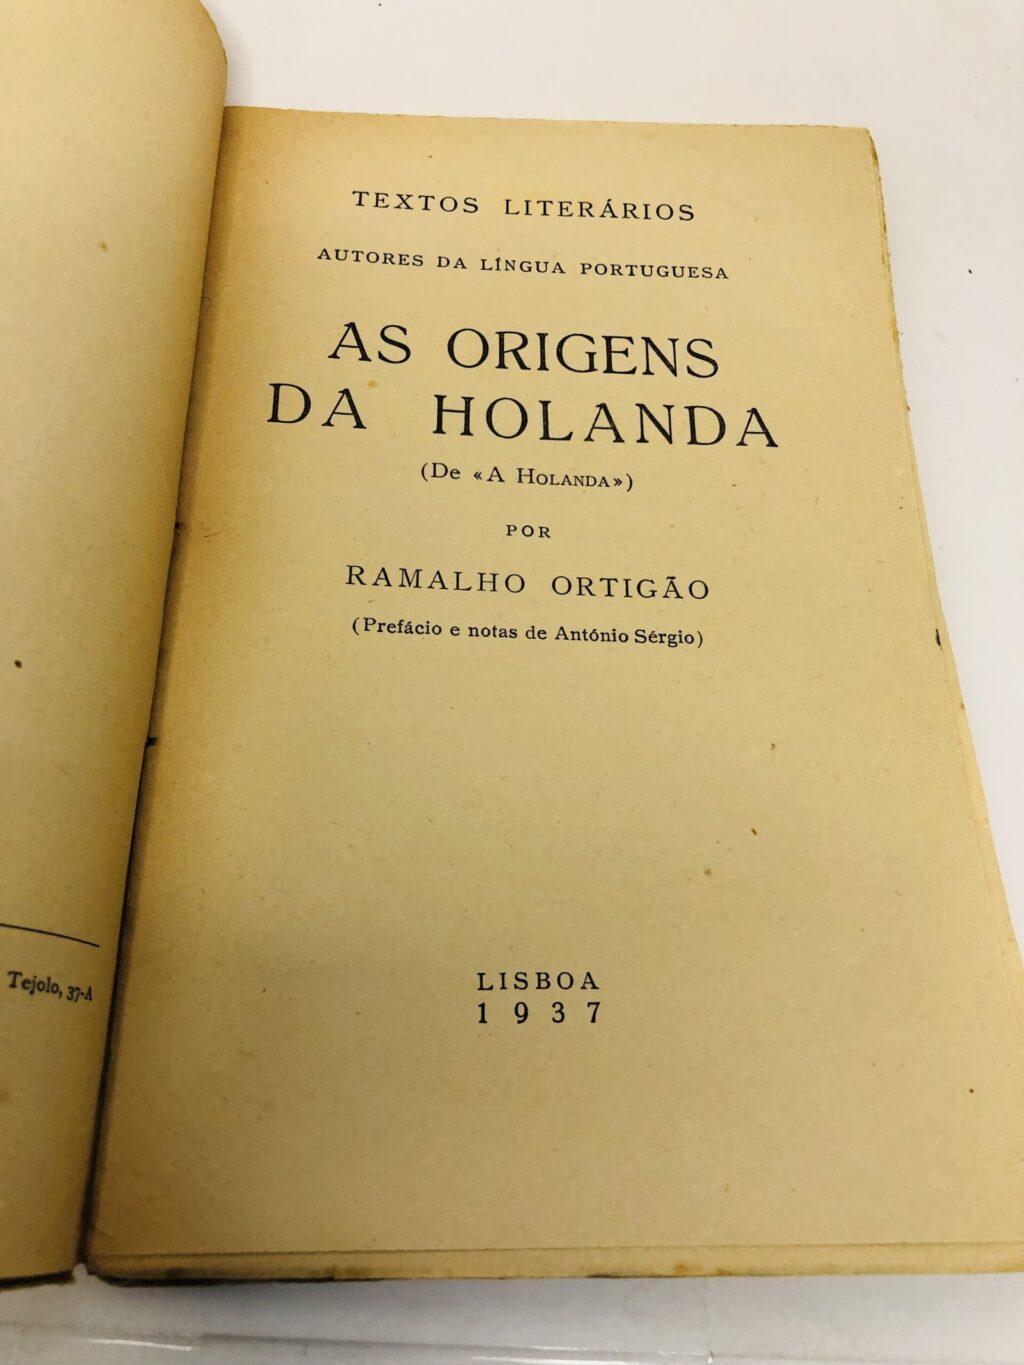 Tejolo, 37-A
TEXTOS LITERÁRIOS
AUTORES DA LÍNGUA PORTUGUESA
AS ORIGENS
DA HOLANDA
(De «A HOLANDA»)
POR
RAMALHO ORTIGÃO
(Prefácio e notas de António Sérgio)
LISBOA
1937